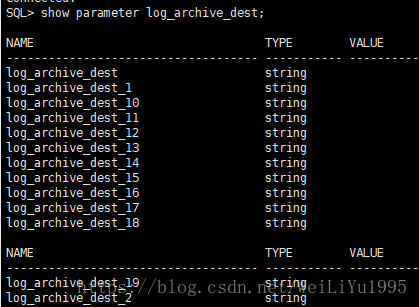 Connected.
SQL> show parameter log_archive_dest;
NAME TYPE VALUE
------------------------------------ ----------- ----------
log_archive_dest string
log_archive_dest_1 string
log_archive_dest_10 string
log_archive_dest_11 string
log_archive_dest_12 string
log_archive_dest_13 string
log_archive_dest_14 string
log_archive_dest_15 string
log_archive_dest_16 string
log_archive_dest_17 string
log_archive_dest_18 string
NAME TYPE VALUE
------------------------------------ ----------- ----------
log_archive_dest_19 string
log_archive_dest_2 string
https://blog.csdn.net/WeiLiYu1995